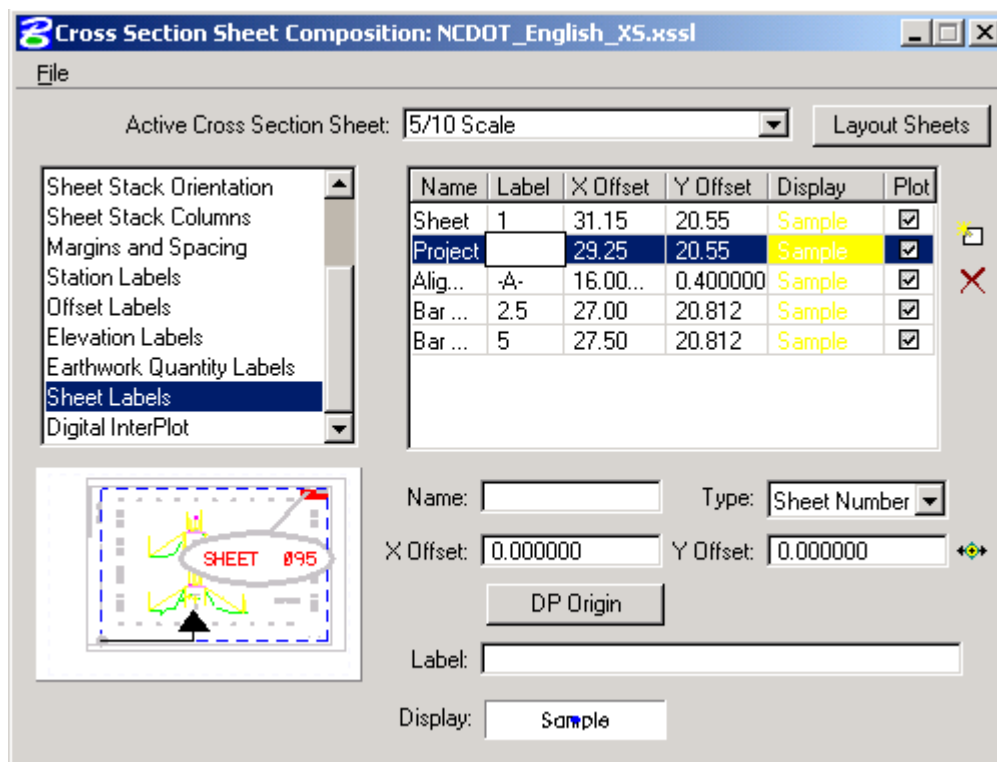 Cross Section Sheet Composition: NCDOT_English_XS.xssl
File
Active Cross Section Sheet: 5/10 Scale Layout Sheets
Sheet Stack Orientation
Sheet Stack Columns
Margins and Spacing
Station Labels
Offset Labels
Elevation Labels
Earthwork Quantity Labels
Sheet Labels
Digital InterPlot
Name Label X Offset Y Offset Display Plot
Sheet 1 31.15 20.55 Sample
Project 29.25 20.55 Sample
Alig... -A- 16.00... 0.400000 Sample
Bar ... 2.5 27.00 20.812 Sample
Bar ... 5 27.50 20.812 Sample
SHEET 095
Name: Type: Sheet Number
X Offset: 0.000000 Y Offset: 0.000000
DP Origin
Label:
Display: Sample